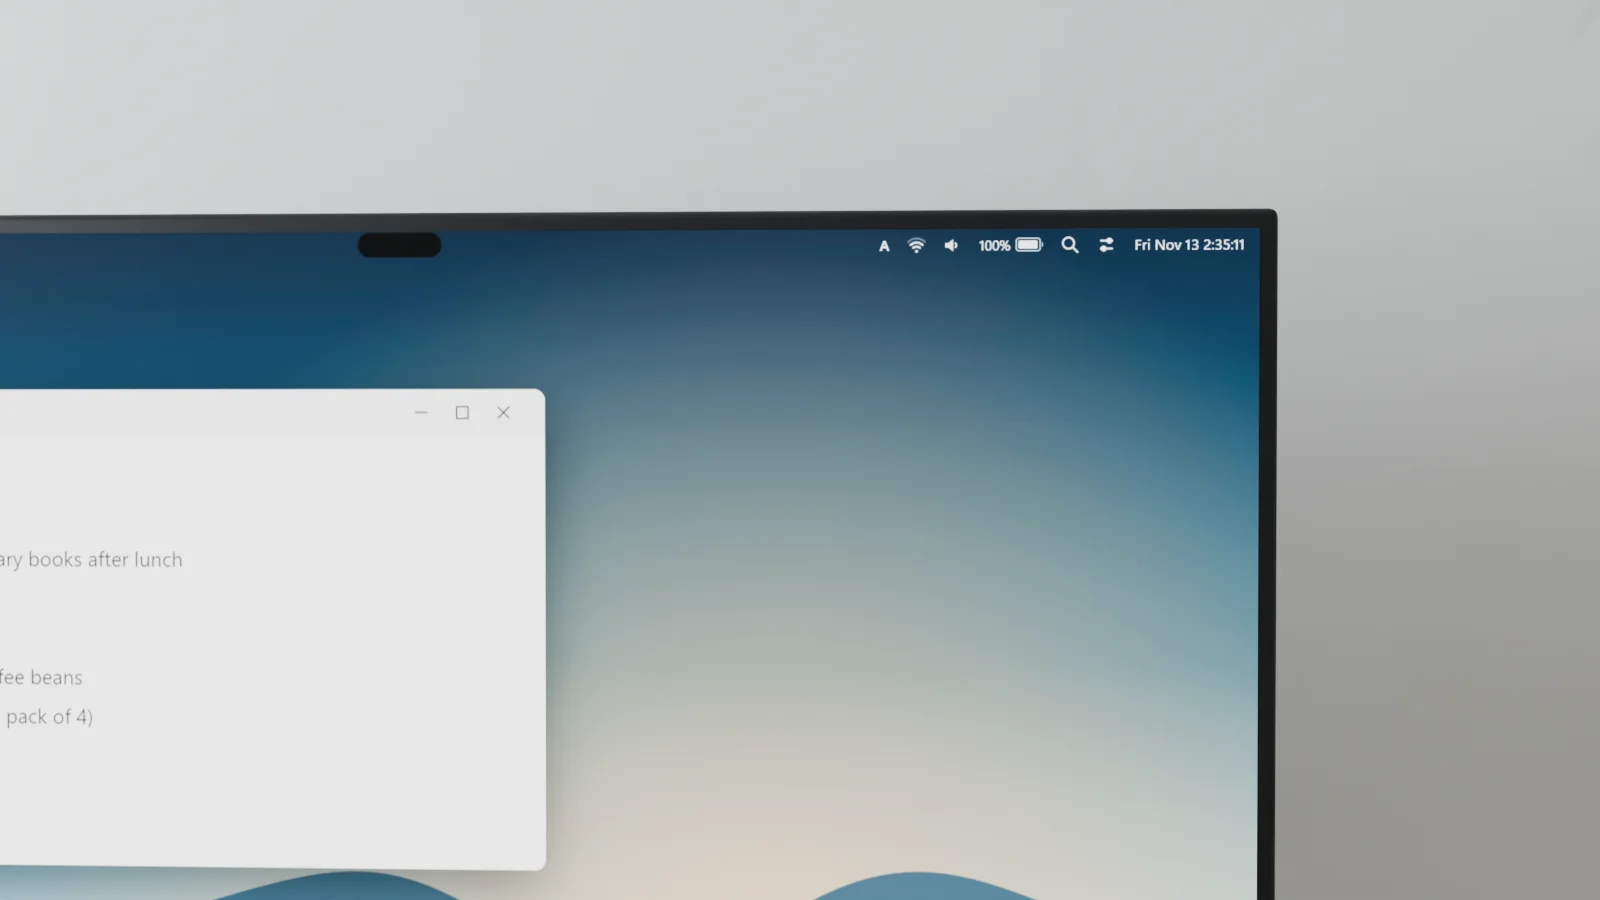 A 100% Fri Nov 13 2:35:11
ary books after lunch
fee beans
pack of 4)